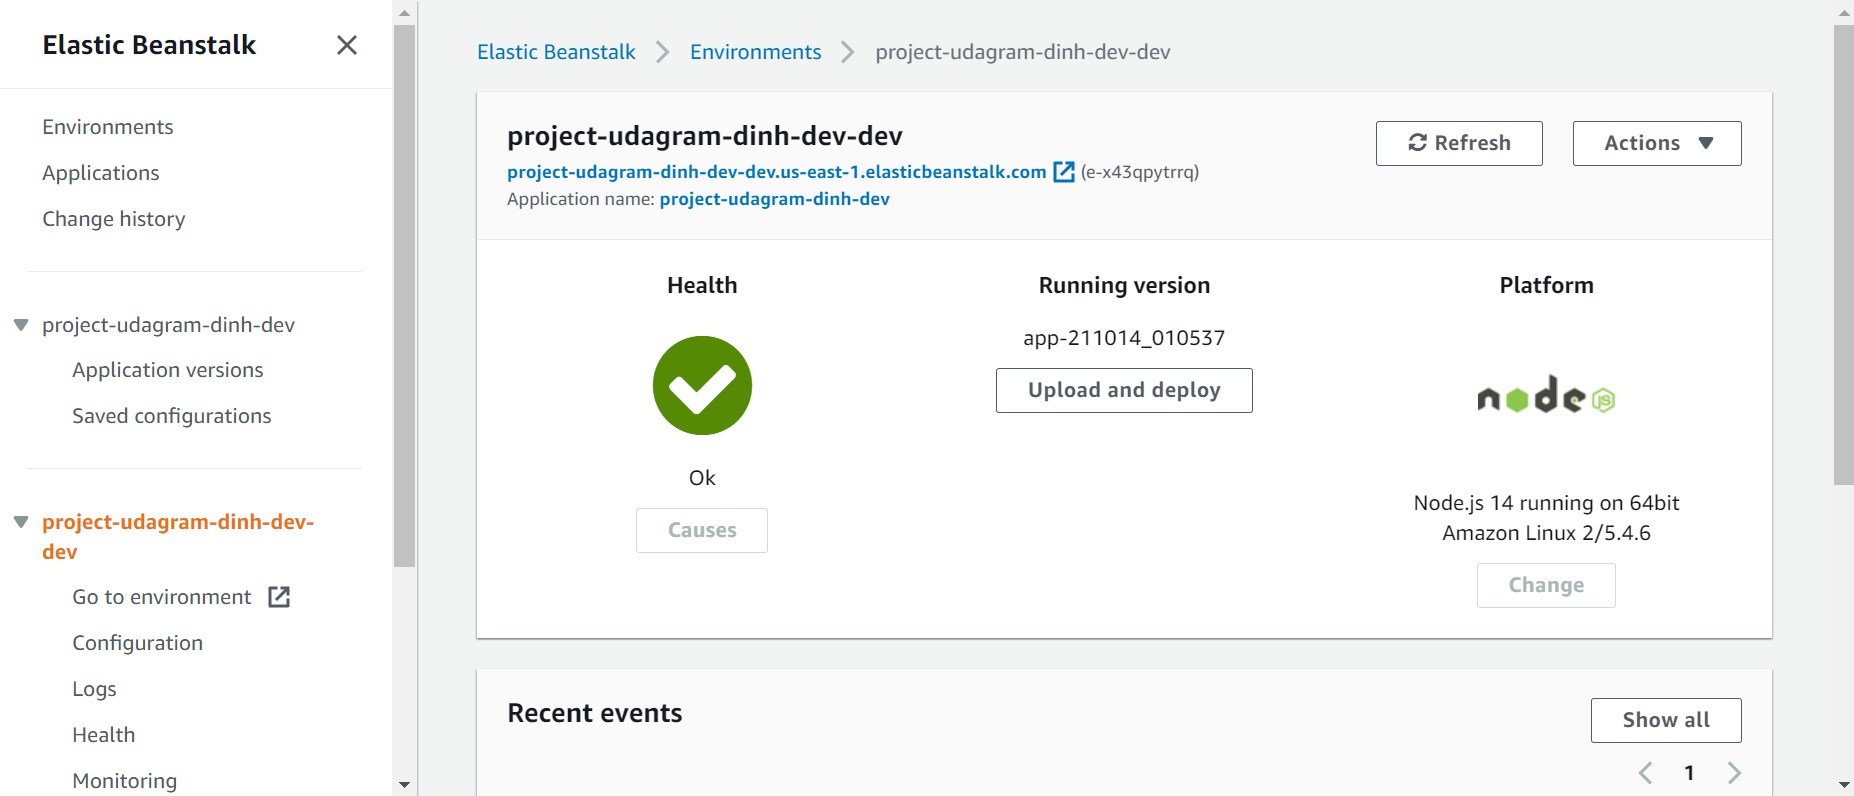 Elastic Beanstalk
Environments
Applications
Change history
project-udagram-dinh-dev
Application versions
Saved configurations
project-udagram-dinh-dev-
dev
Go to environment
Configuration
Logs
Health
Monitoring
Elastic Beanstalk
Environments
project-udagram-dinh-dev-dev
project-udagram-dinh-dev-dev
Refresh
Actions
project-udagram-dinh-dev-dev.us-east-1.elasticbeanstalk.com (e-x43qpytrrq)
Application name: project-udagram-dinh-dev
Health
Ok
Causes
Running version
app-211014_010537
Upload and deploy
Platform
node JS
Node.js 14 running on 64bit
Amazon Linux 2/5.4.6
Change
Recent events
Show all
1